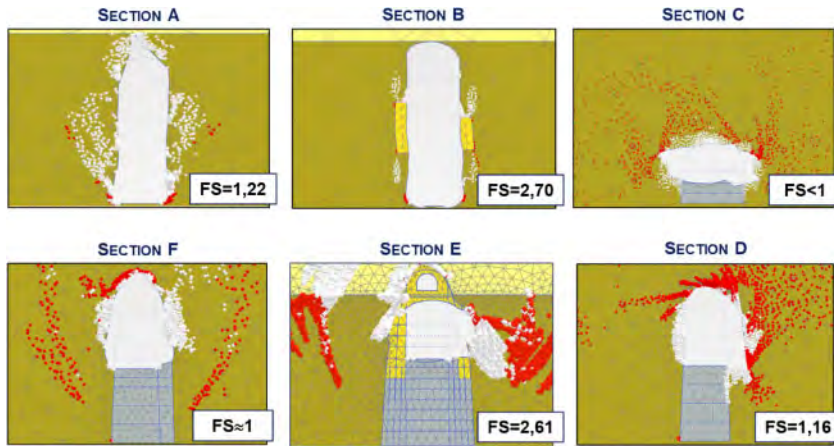 SECTION A
FS=1,22
SECTION B
FS=2,70
SECTION C
FS<1
SECTION F
FS≈1
SECTION E
FS=2,61
SECTION D
FS=1,16